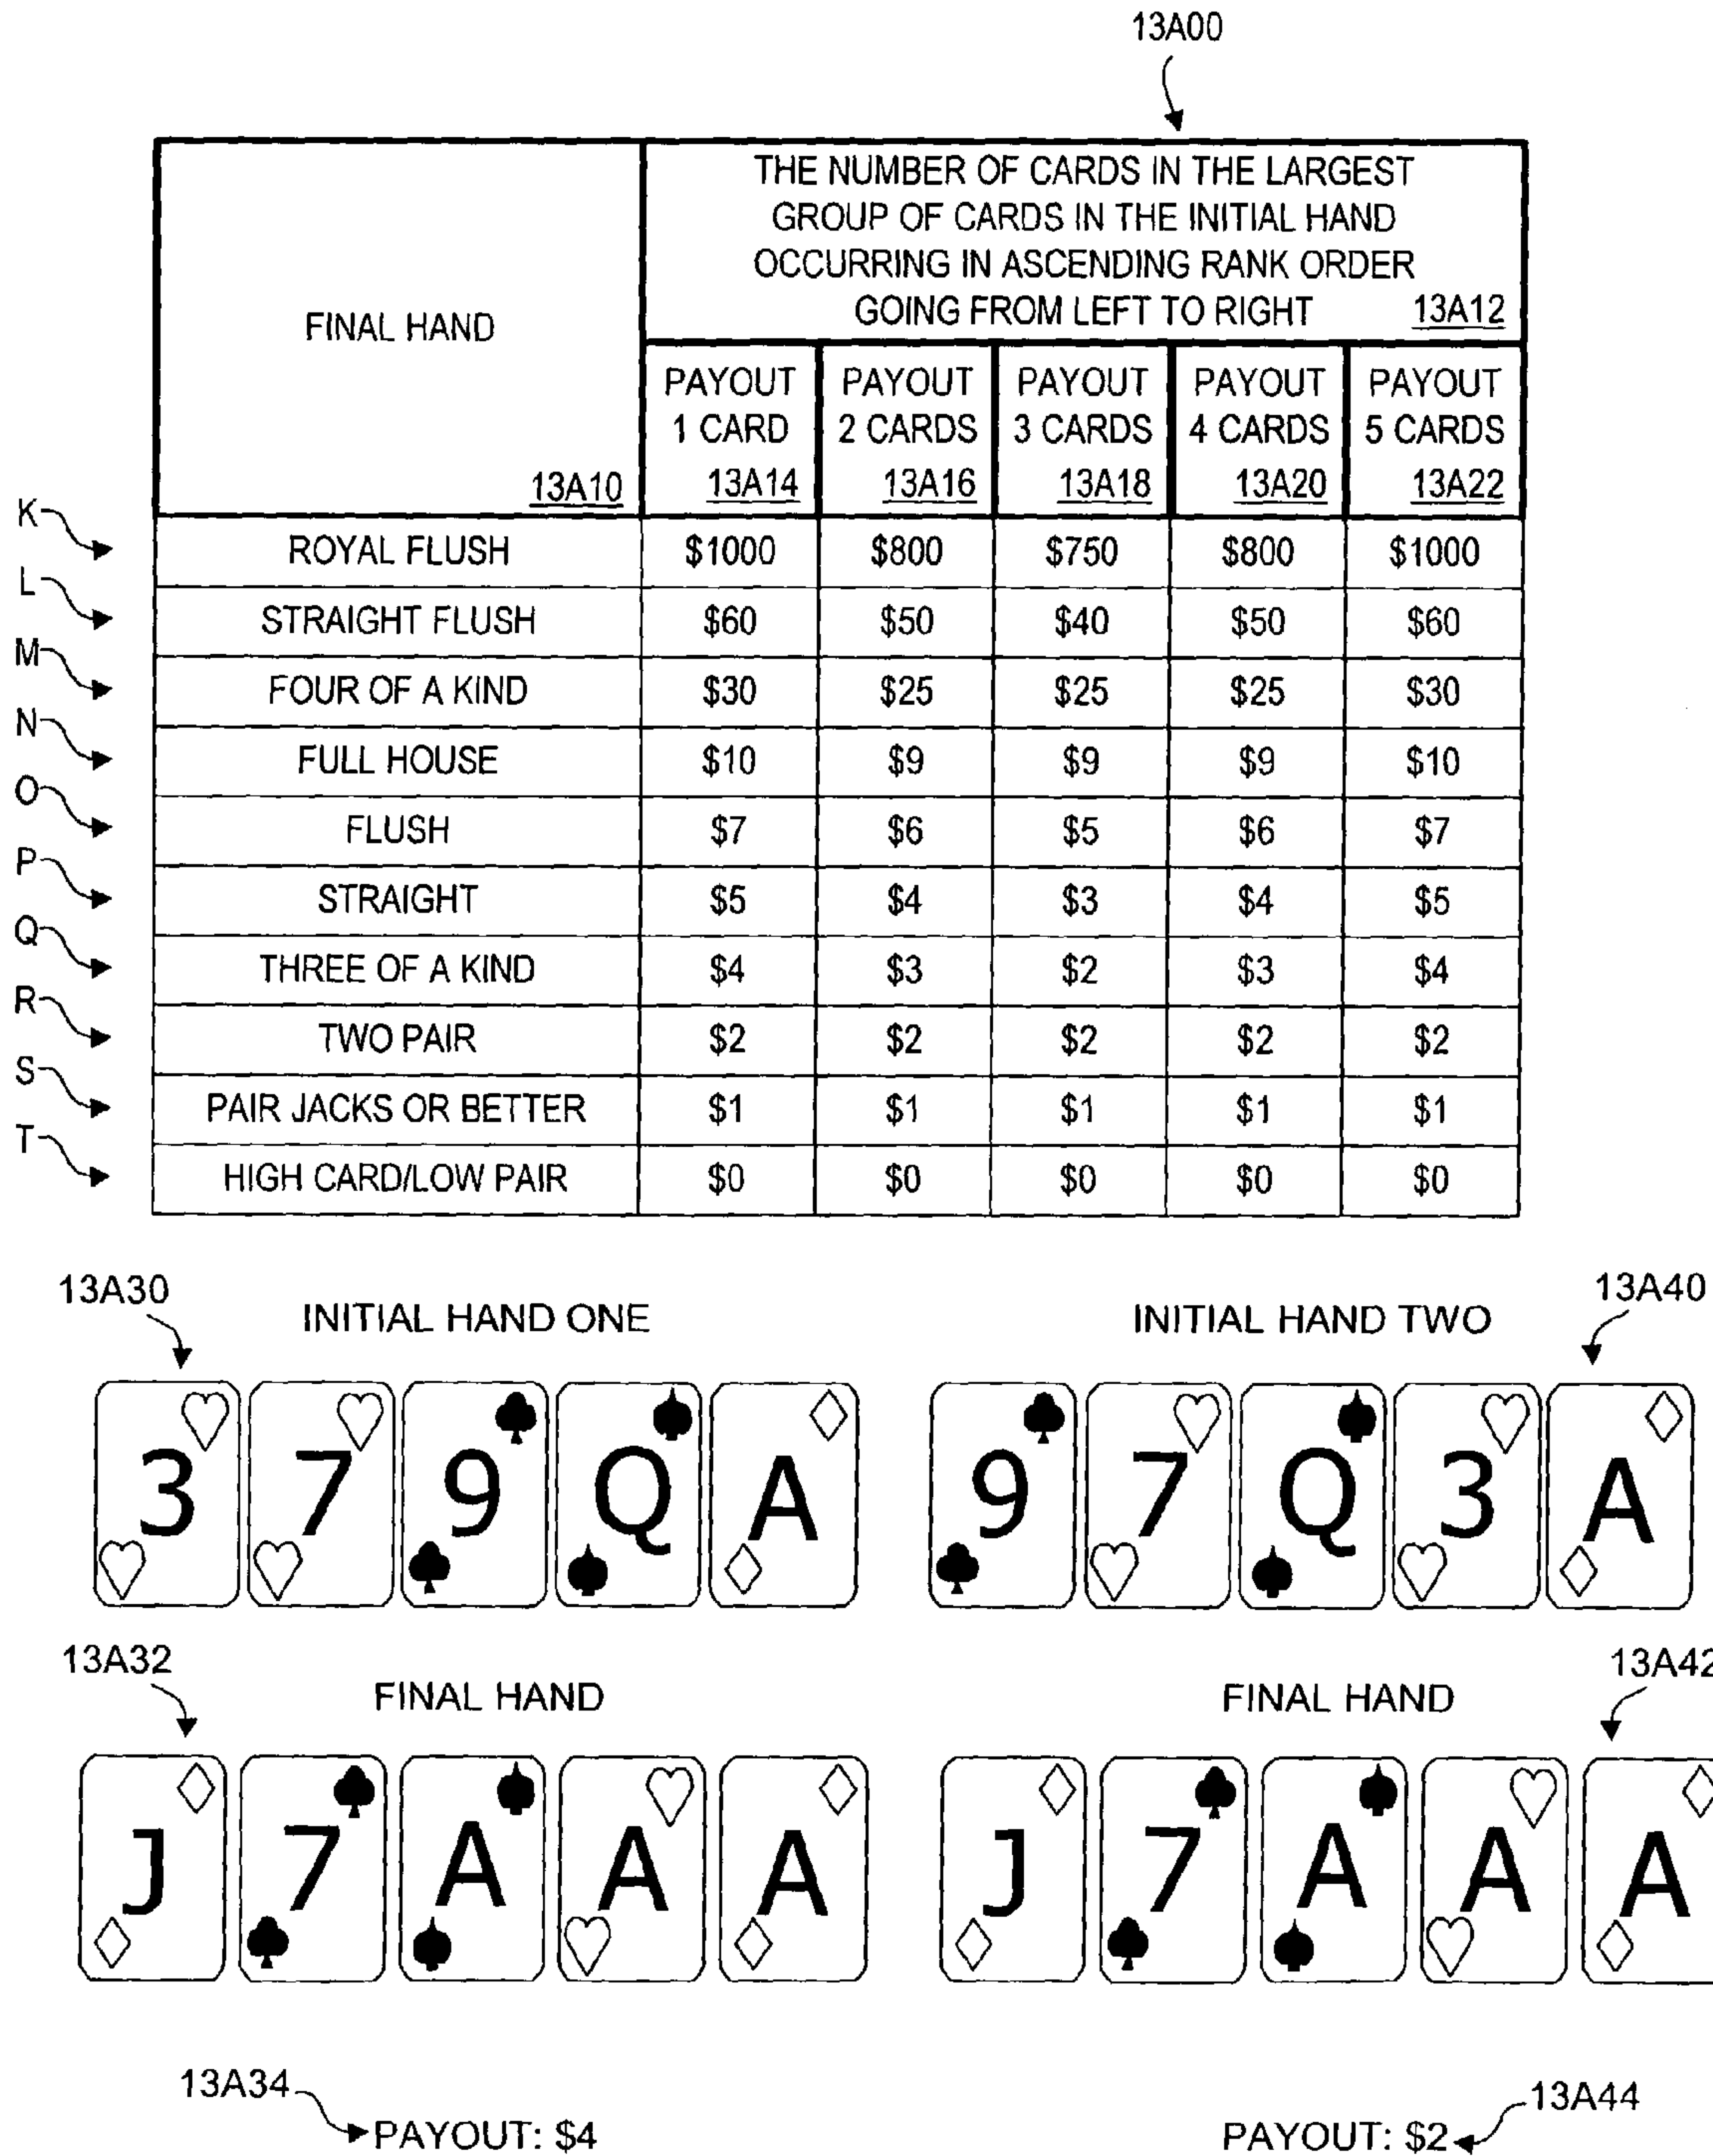 13A00
THE NUMBER OF CARDS IN THE LARGEST
GROUP OF CARDS IN THE INITIAL HAND
OCCURRING IN ASCENDING RANK ORDER
GOING FROM LEFT TO RIGHT 13A12
FINAL HAND
13A10
PAYOUT PAYOUT PAYOUT PAYOUT PAYOUT
1 CARD 2 CARDS 3 CARDS 4 CARDS 5 CARDS
13A14 13A16 13A18 13A20 13A22
K ROYAL FLUSH $1000 $800 $750 $800 $1000
L STRAIGHT FLUSH $60 $50 $40 $50 $60
M FOUR OF A KIND $30 $25 $25 $25 $30
N FULL HOUSE $10 $9 $9 $9 $10
O FLUSH $7 $6 $5 $6 $7
P STRAIGHT $5 $4 $3 $4 $5
Q THREE OF A KIND $4 $3 $2 $3 $4
R TWO PAIR $2 $2 $2 $2 $2
S PAIR JACKS OR BETTER $1 $1 $1 $1 $1
T HIGH CARD/LOW PAIR $0 $0 $0 $0 $0
13A30 INITIAL HAND ONE
3 7 9 Q A
13A32 FINAL HAND
J 7 A A A
13A34 PAYOUT: $4
INITIAL HAND TWO 13A40
9 7 Q 3 A
FINAL HAND 13A42
J 7 A A A
PAYOUT: $2 13A44